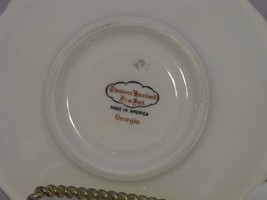 Theodore Haviland
New York
MADE IN AMERICA
Georgia